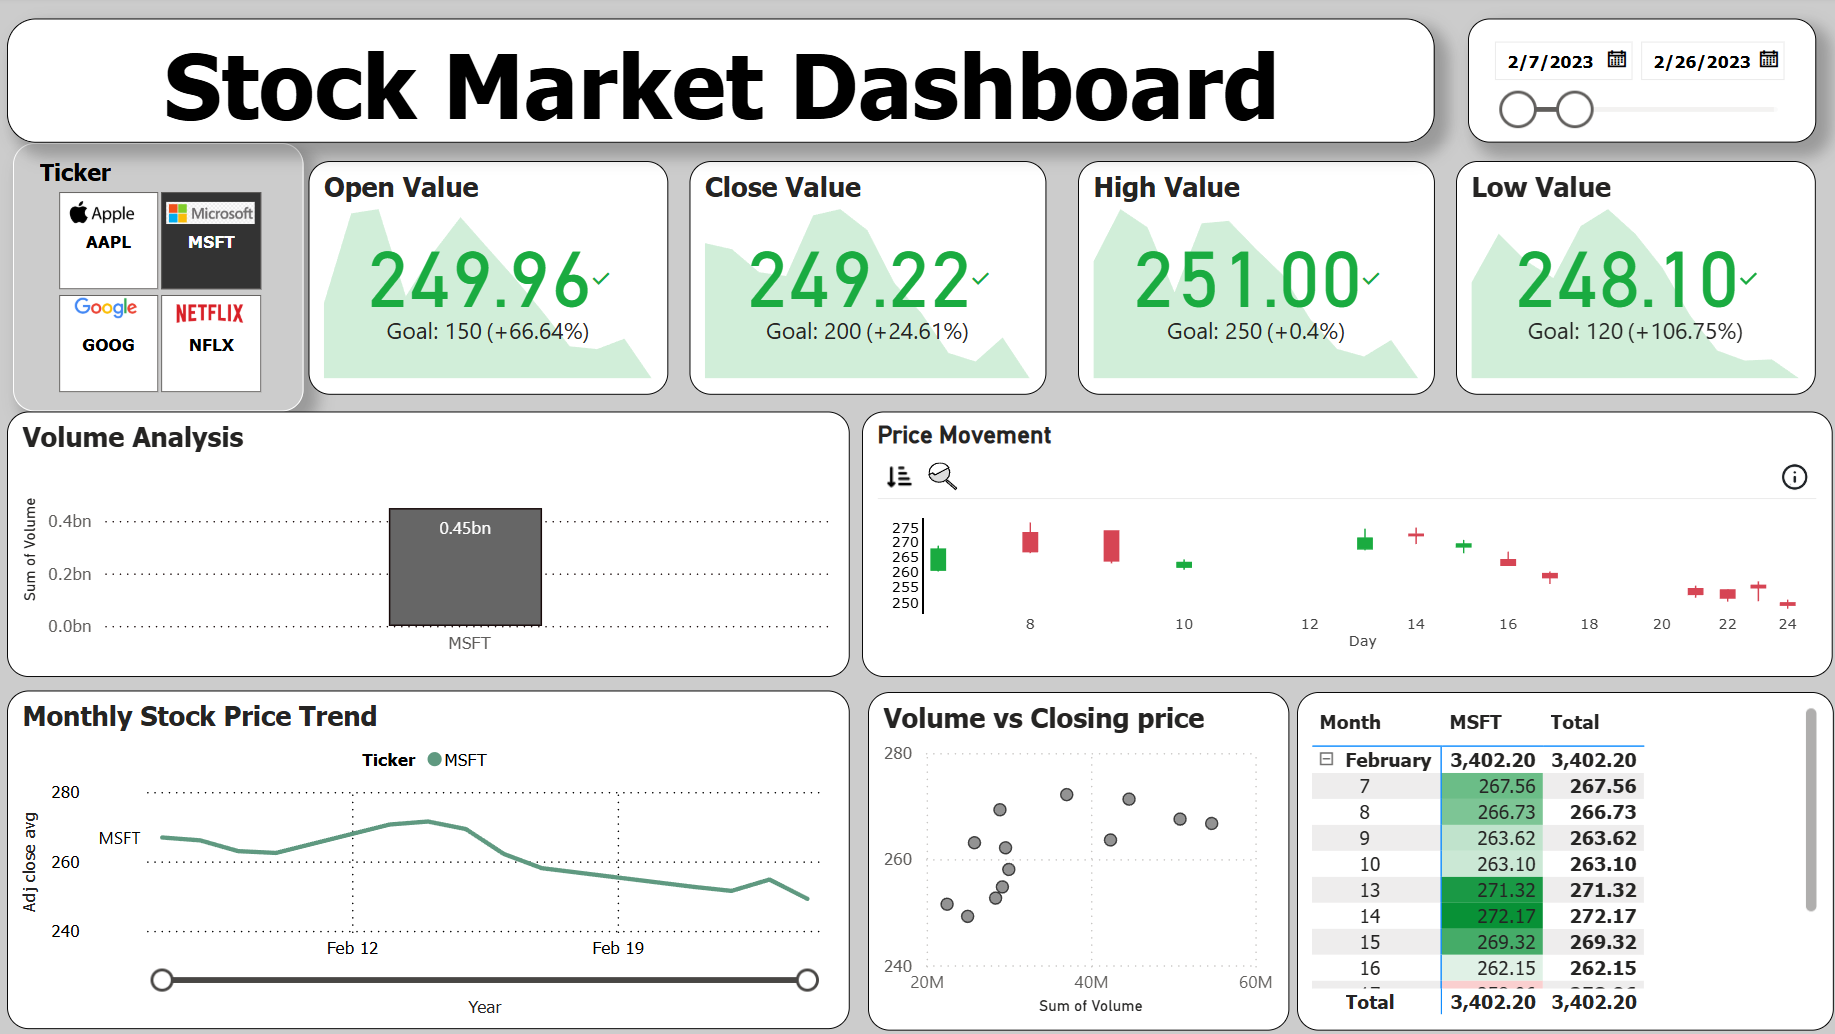 Stock Market Dashboard
2/7/2023
2/26/2023
Ticker
Apple
AAPL
Microsoft
MSFT
Google
GOOG
NETFLIX
NFLX
Open Value
249.96
Goal: 150 (+66.64%)
Close Value
249.22
Goal: 200 (+24.61%)
High Value
251.00
Goal: 250 (+0.4%)
Low Value
248.10
Goal: 120 (+106.75%)
Volume Analysis
Sum of Volume
0.4bn
0.2bn
0.0bn
0.45bn
MSFT
Price Movement
275
270
265
260
255
250
8
10
12
14
16
18
20
22
24
Day
Monthly Stock Price Trend
Ticker MSFT
Adj close avg
280
260
240
MSFT
Feb 12
Feb 19
Year
Volume vs Closing price
280
260
240
20M
40M
60M
Sum of Volume
Month MSFT Total
February 3,402.20 3,402.20
7 267.56 267.56
8 266.73 266.73
9 263.62 263.62
10 263.10 263.10
13 271.32 271.32
14 272.17 272.17
15 269.32 269.32
16 262.15 262.15
Total 3,402.20 3,402.20